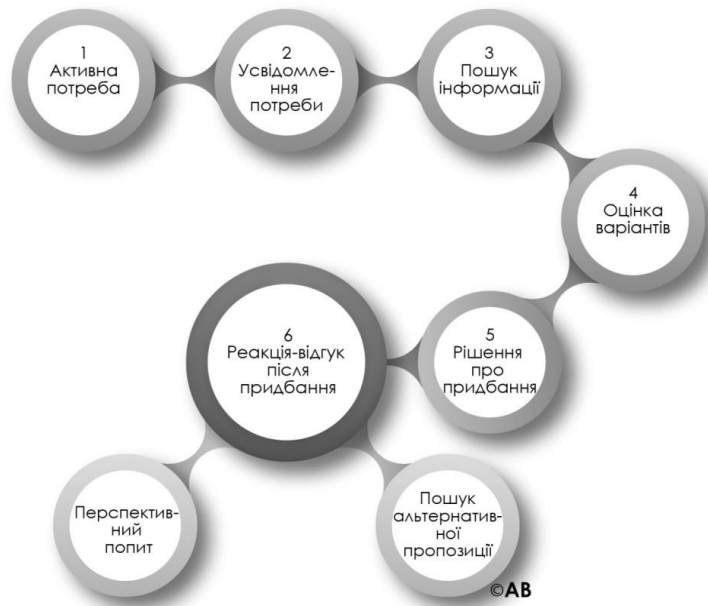 1
Активна
потреба
2
Усвідомле-
ння
потреби
3
Пошук
інформації
4
Оцінка
варіантів
5
Рішення
про
придбання
6
Реакція-відгук
після
придбання
Перспектив-
ний
попит
Пошук
альтернатив-
ної пропозиції
©АВ